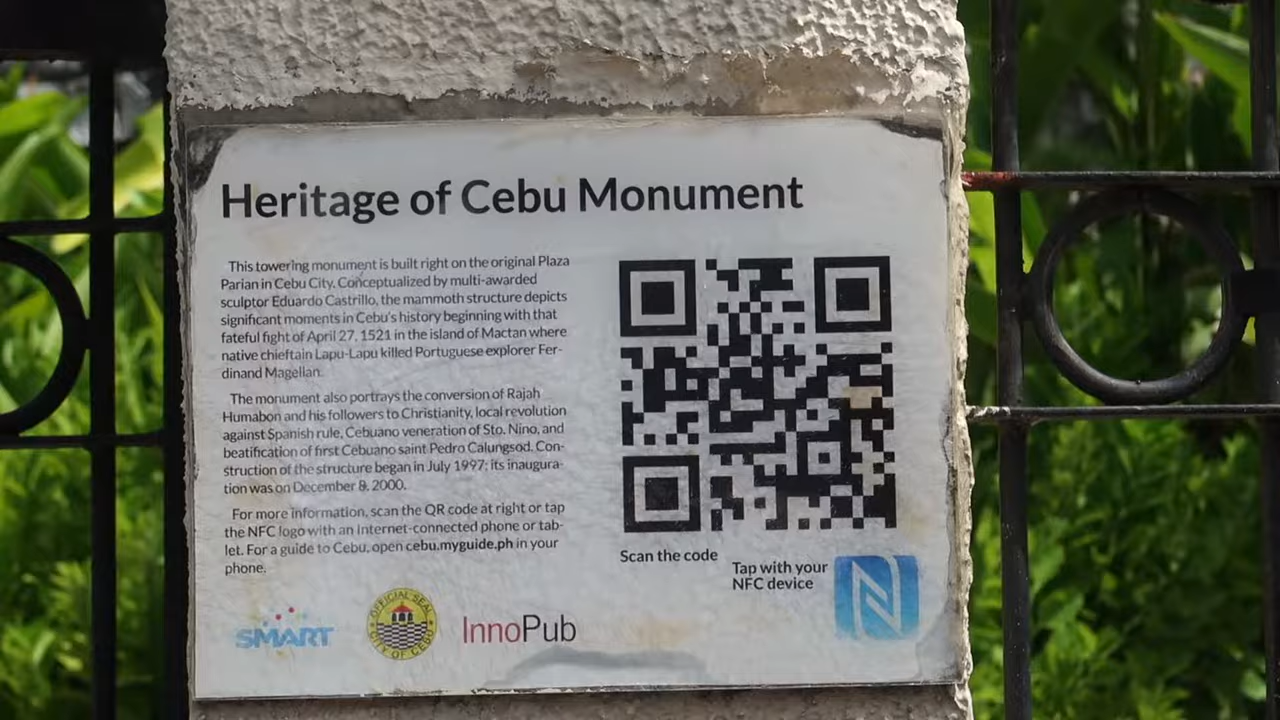 Heritage of Cebu Monument
This towering monument is built right on the original Plaza
Parian in Cebu City. Conceptualized by multi-awarded
sculptor Eduardo Castrillo, the mammoth structure depicts
significant moments in Cebu's history beginning with that
fateful fight of April 27, 1521 in the island of Mactan where
native chieftain Lapu-Lapu killed Portuguese explorer Fer-
dinand Magellan.
The monument also portrays the conversion of Rajah
Humabon and his followers to Christianity, local revolution
against Spanish rule, Cebuano veneration of Sto. Nino, and
beatification of first Cebuano saint Pedro Calungsod. Con-
struction of the structure began in July 1997; its inaugura-
tion was on December 8, 2000.
For more information, scan the QR code at right or tap
the NFC logo with an Internet-connected phone or tab-
let. For a guide to Cebu, open cebu.myguide.ph in your
phone.
Scan the code
Tap with your
NFC device
SMART
OFFICIAL SEAL
CITY OF CEBU
InnoPub